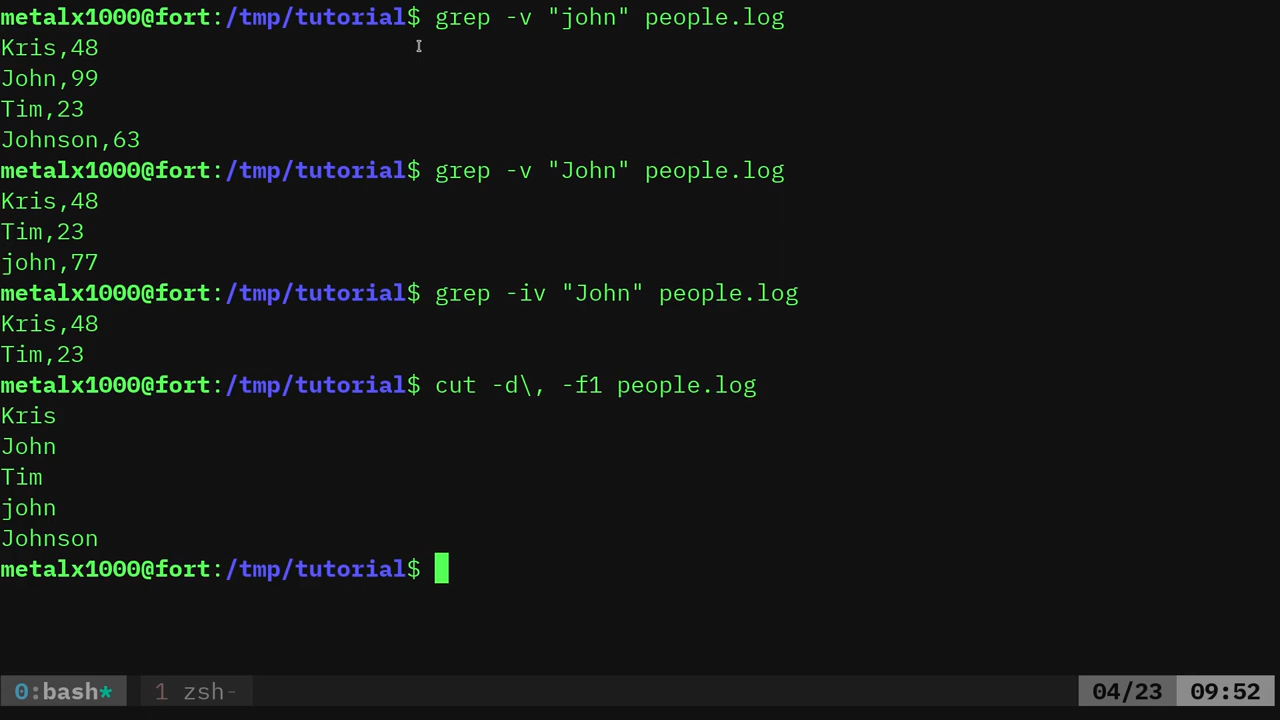 metalx1000@fort:/tmp/tutorial$ grep -v "john" people.log
Kris,48
John,99
Tim,23
Johnson,63
metalx1000@fort:/tmp/tutorial$ grep -v "John" people.log
Kris,48
Tim,23
john,77
metalx1000@fort:/tmp/tutorial$ grep -iv "John" people.log
Kris,48
Tim,23
metalx1000@fort:/tmp/tutorial$ cut -d\, -f1 people.log
Kris
John
Tim
john
Johnson
metalx1000@fort:/tmp/tutorial$
0:bash* 1 zsh- 04/23 09:52